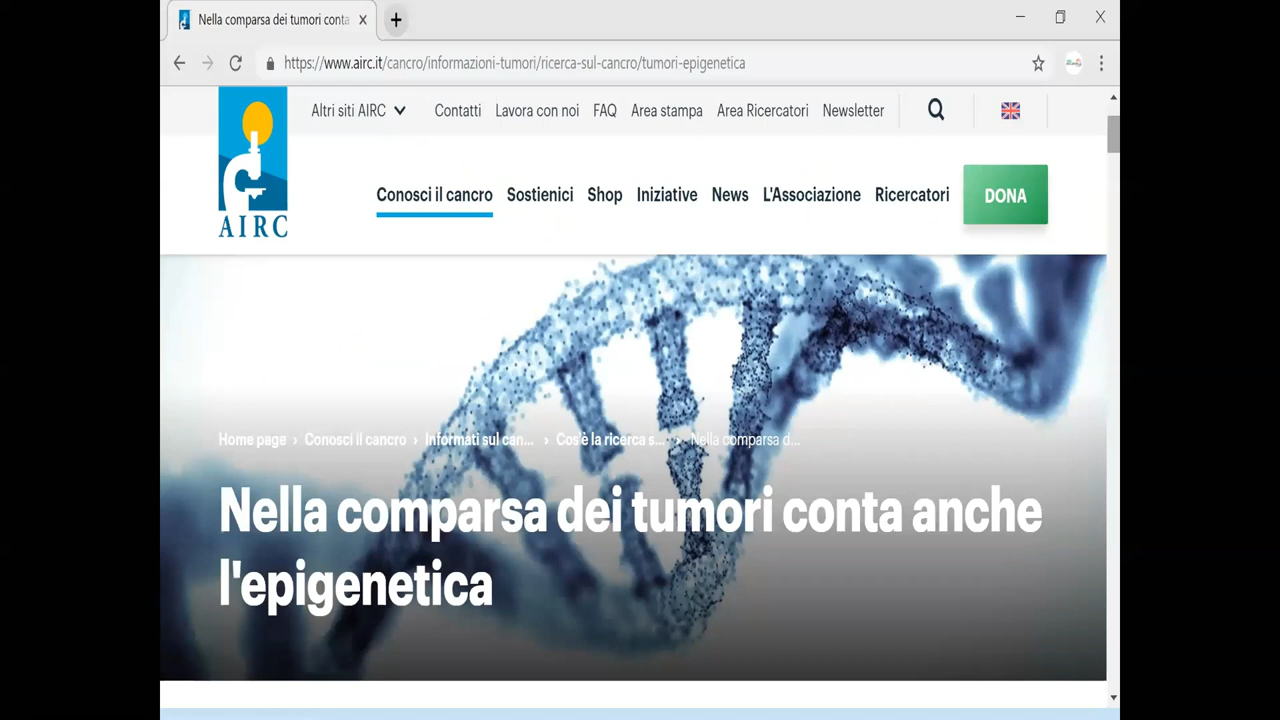 Nella comparsa dei tumori conta
https://www.airc.it/cancro/informazioni-tumori/ricerca-sul-cancro/tumori-epigenetica
Altri siti AIRC Contatti Lavora con noi FAQ Area stampa Area Ricercatori Newsletter
AIRC
Conosci il cancro Sostienici Shop Iniziative News L'Associazione Ricercatori DONA
Home page › Conosci il cancro › Informati sul can... › Cos'è la ricerca s... › Nella comparsa d...
Nella comparsa dei tumori conta anche
l'epigenetica